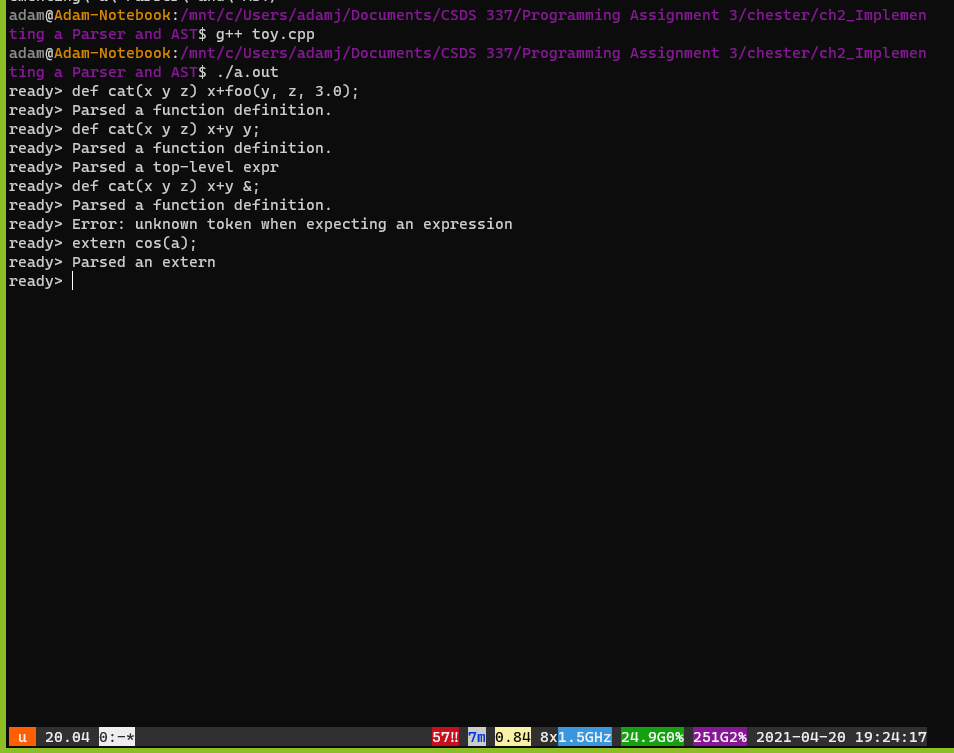 adam@Adam-Notebook:/mnt/c/Users/adamj/Documents/CSDS 337/Programming Assignment 3/chester/ch2_Implemen
ting a Parser and AST$ g++ toy.cpp
adam@Adam-Notebook:/mnt/c/Users/adamj/Documents/CSDS 337/Programming Assignment 3/chester/ch2_Implemen
ting a Parser and AST$ ./a.out
ready> def cat(x y z) x+foo(y, z, 3.0);
ready> Parsed a function definition.
ready> def cat(x y z) x+y y;
ready> Parsed a function definition.
ready> Parsed a top-level expr
ready> def cat(x y z) x+y &;
ready> Parsed a function definition.
ready> Error: unknown token when expecting an expression
ready> extern cos(a);
ready> Parsed an extern
ready>
u 20.04 0:-* 57!! 7m 0.84 8x1.5GHz 24.9G0% 251G2% 2021-04-20 19:24:17